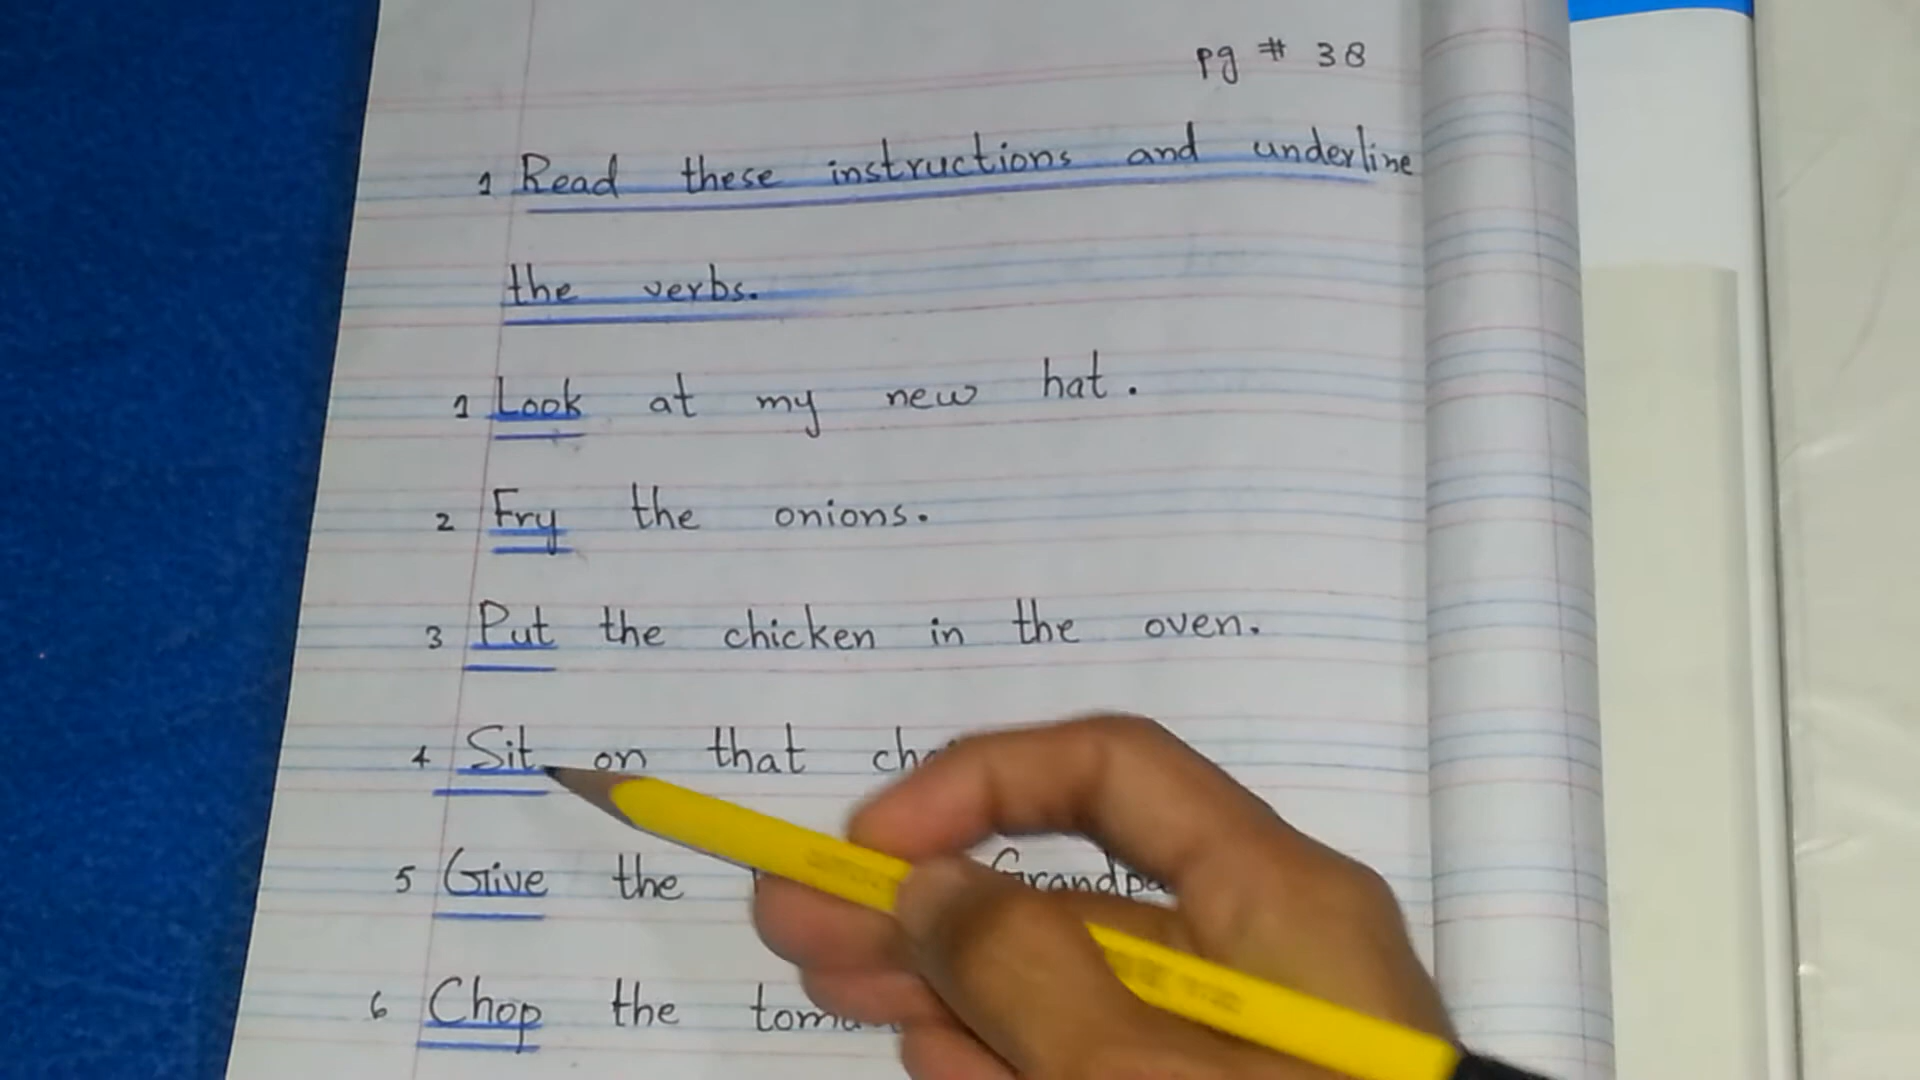 pg # 38
1 Read these instructions and underline
the verbs.
1 Look at my new hat.
2 Fry the onions.
3 Put the chicken in the oven.
4 Sit on that
5 Give the
6 Chop the